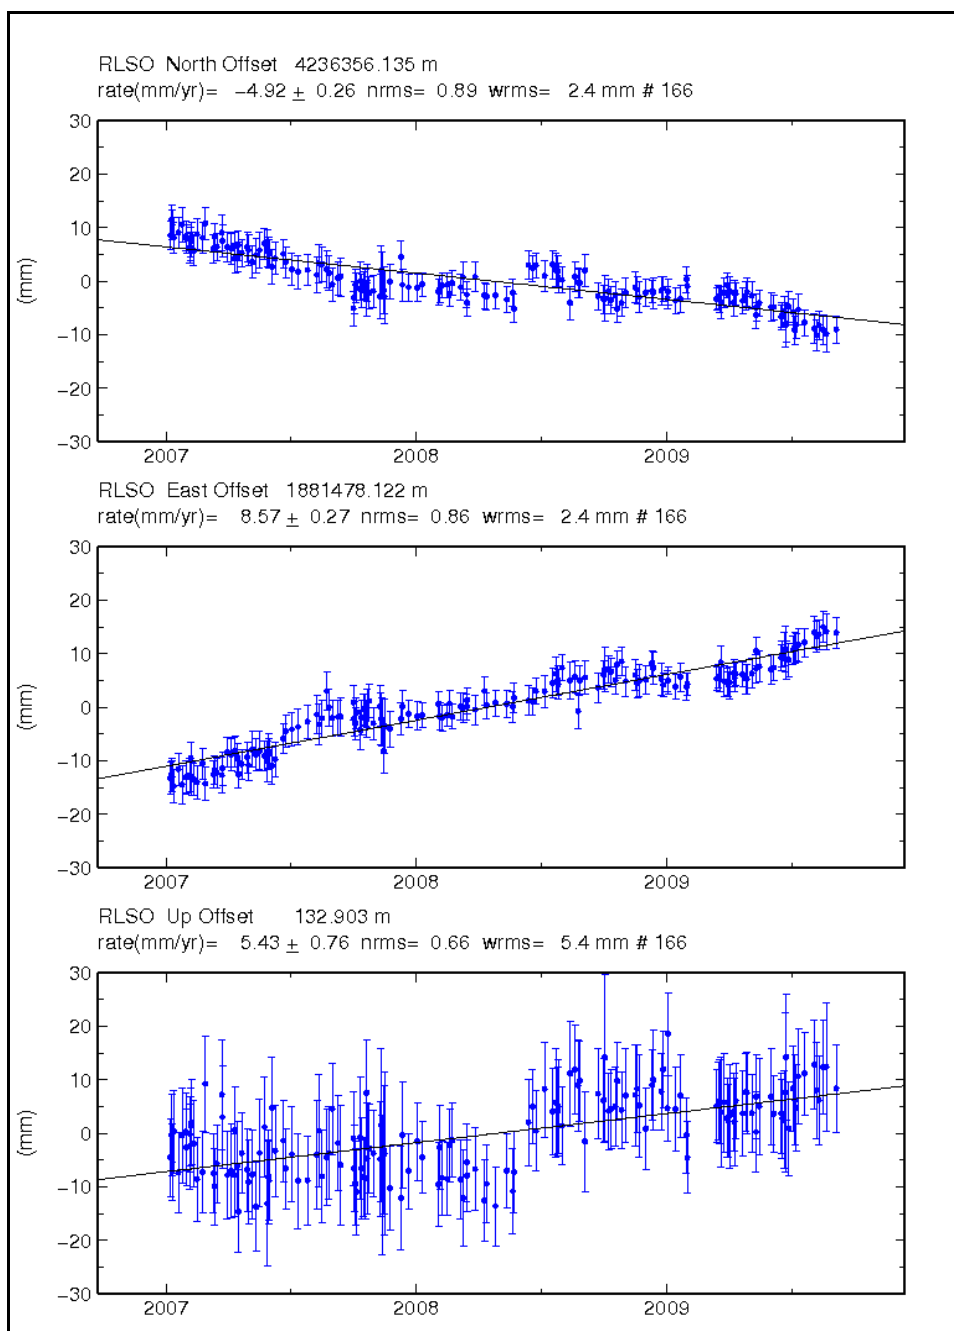 RLSO North Offset 4236356.135 m
rate(mm/yr)= −4.92 ± 0.26 nrms= 0.89 wrms= 2.4 mm # 166
30
20
10
0
−10
−20
−30
(mm)
2007 2008 2009
RLSO East Offset 1881478.122 m
rate(mm/yr)= 8.57 ± 0.27 nrms= 0.86 wrms= 2.4 mm # 166
30
20
10
0
−10
−20
−30
(mm)
2007 2008 2009
RLSO Up Offset 132.903 m
rate(mm/yr)= 5.43 ± 0.76 nrms= 0.66 wrms= 5.4 mm # 166
30
20
10
0
−10
−20
−30
(mm)
2007 2008 2009